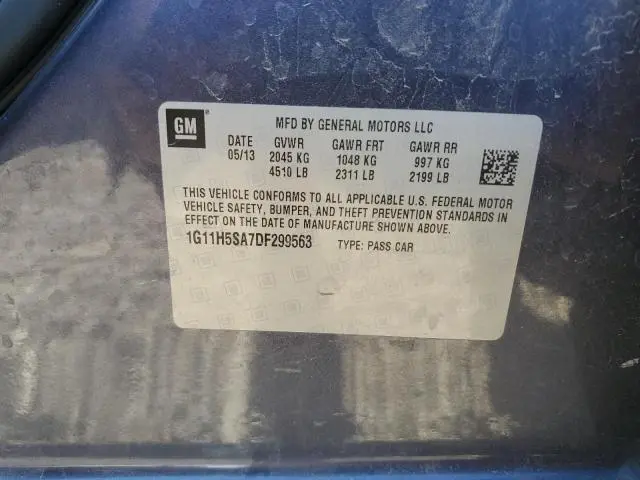 GM
MFD BY GENERAL MOTORS LLC
DATE GVWR GAWR FRT GAWR RR
05/13 2045 KG 1048 KG 997 KG
4510 LB 2311 LB 2199 LB
THIS VEHICLE CONFORMS TO ALL APPLICABLE U.S. FEDERAL MOTOR
VEHICLE SAFETY, BUMPER, AND THEFT PREVENTION STANDARDS IN
EFFECT ON THE DATE OF MANUFACTURE SHOWN ABOVE.
1G11H5SA7DF299563 TYPE: PASS CAR